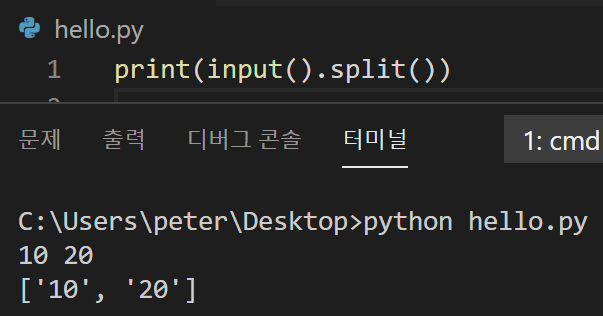 hello.py
1 print(input().split())
2
문제 출력 디버그 콘솔 터미널 1: cmd
C:\Users\peter\Desktop>python hello.py
10 20
['10', '20']